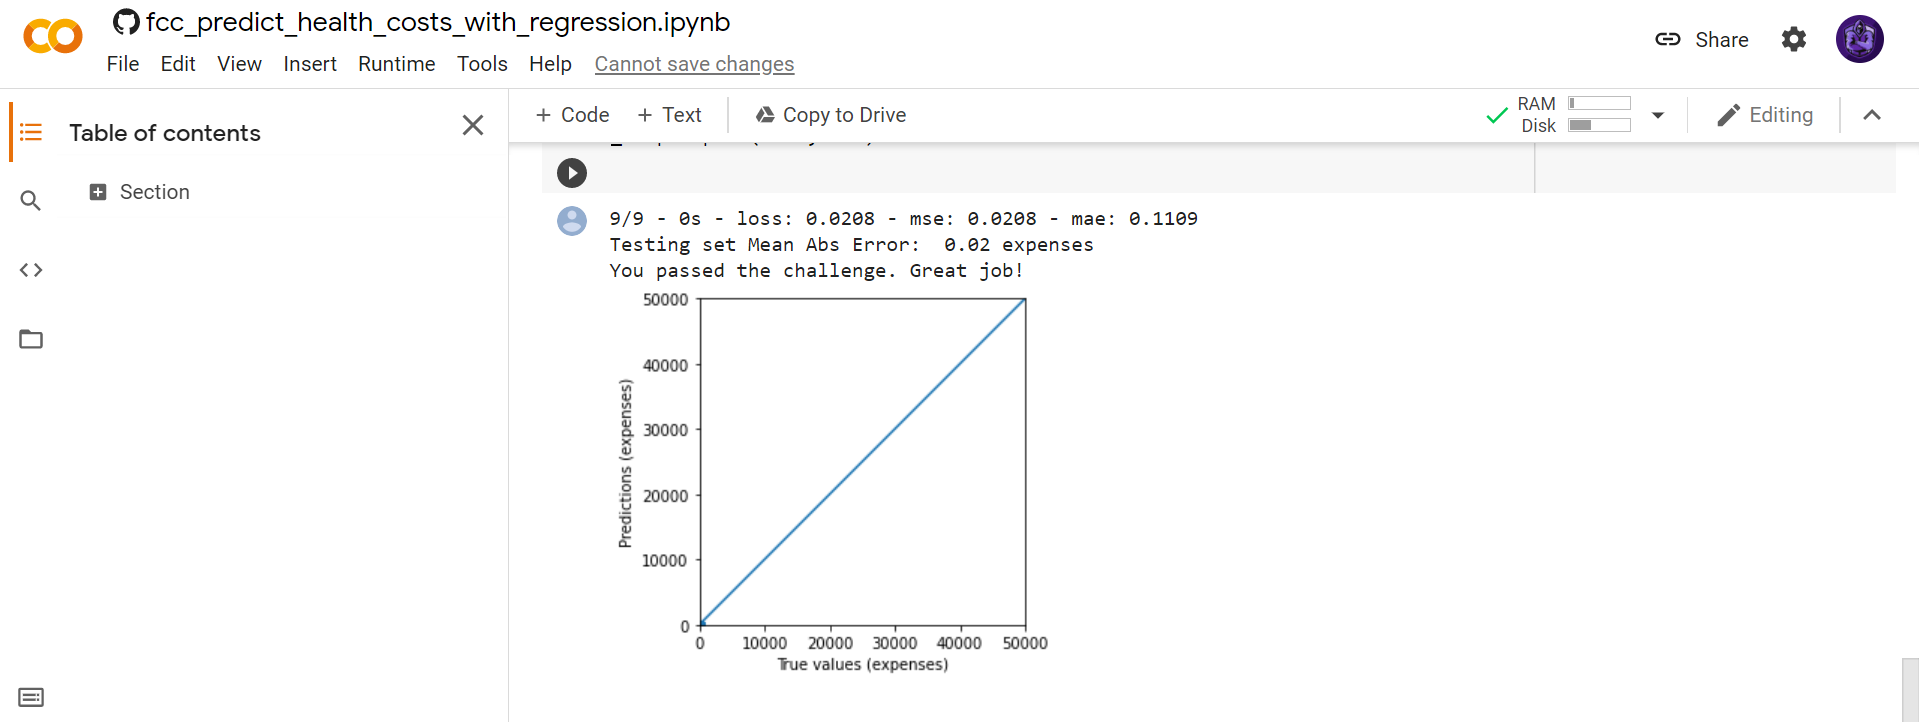 fcc_predict_health_costs_with_regression.ipynb
File Edit View Insert Runtime Tools Help Cannot save changes
Share
Table of contents
Section
+ Code + Text Copy to Drive
RAM
Disk
Editing
9/9 - 0s - loss: 0.0208 - mse: 0.0208 - mae: 0.1109
Testing set Mean Abs Error:  0.02 expenses
You passed the challenge. Great job!
50000
40000
30000
20000
10000
0
Predictions (expenses)
0 10000 20000 30000 40000 50000
True values (expenses)